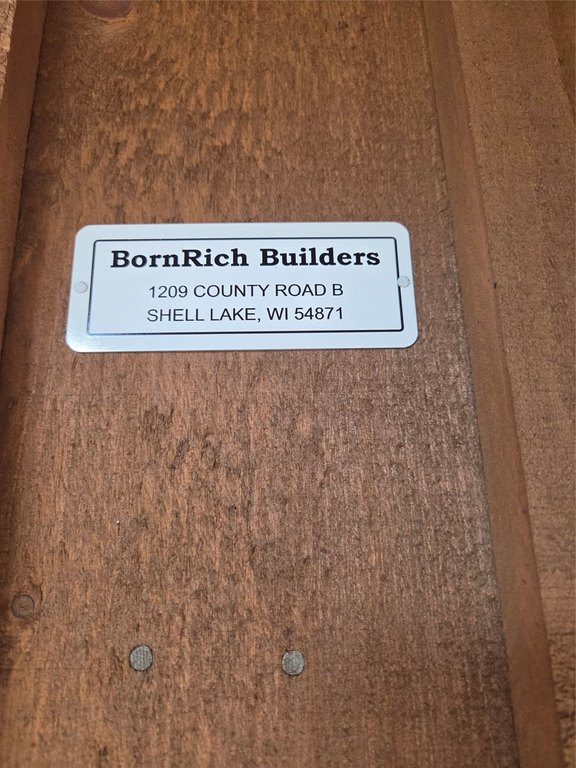 BornRich Builders
1209 COUNTY ROAD B
SHELL LAKE, WI 54871